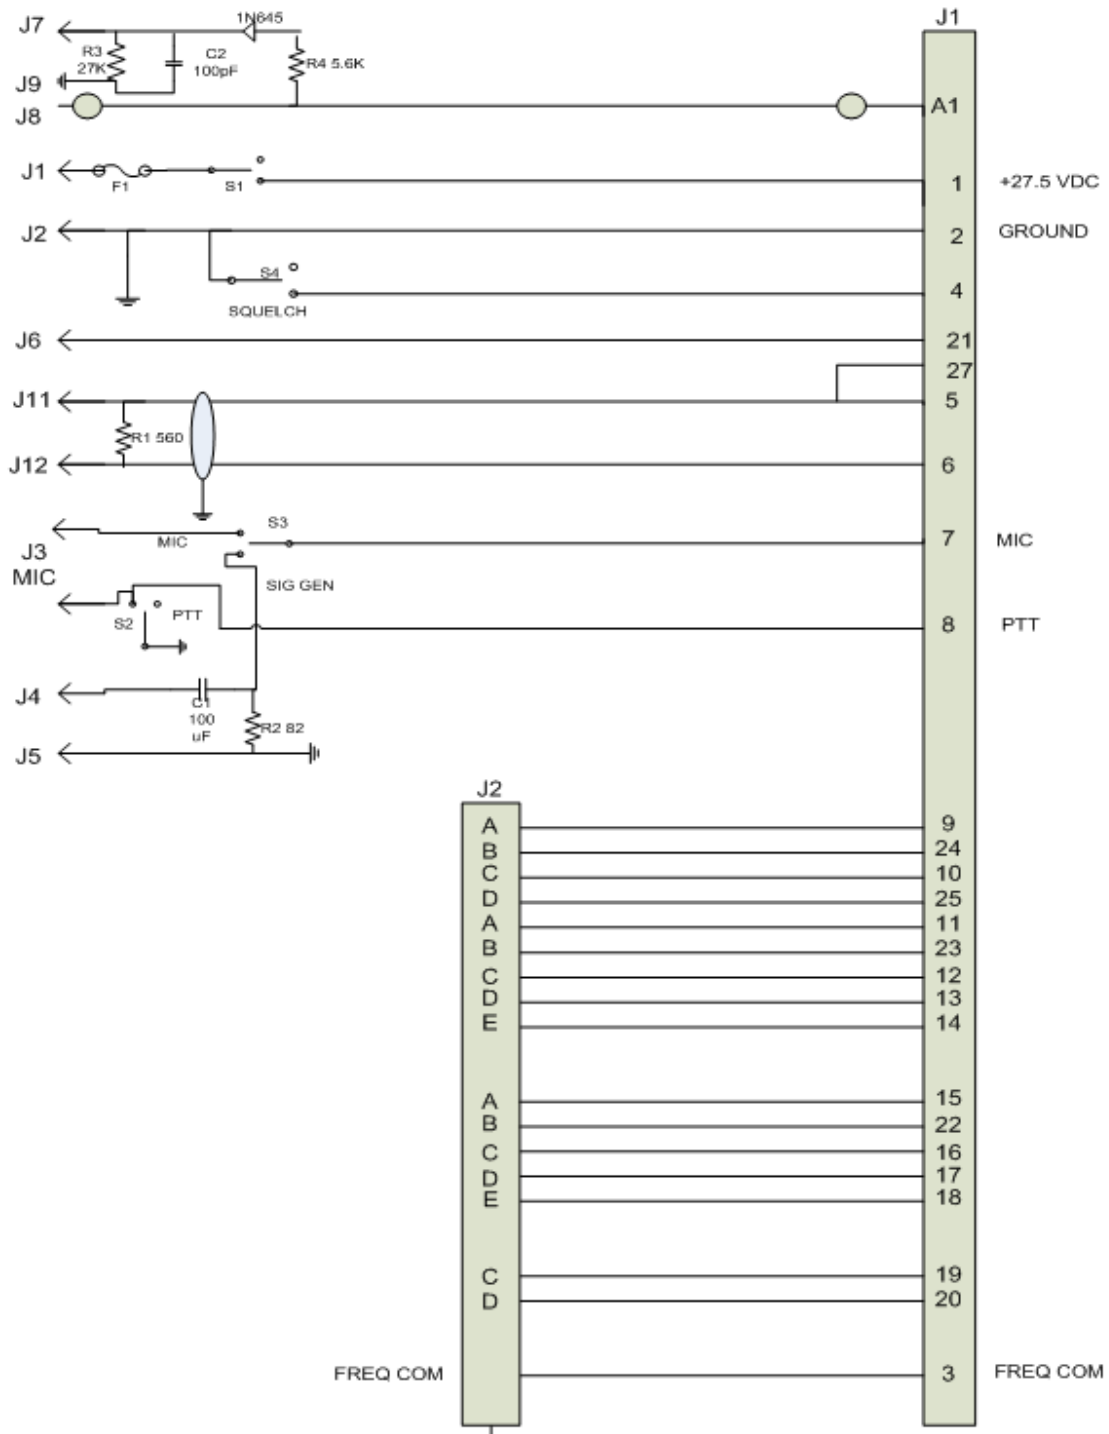 J1
J7
1N645
R3
27K
C2
100pF
R4 5.6K
J9
J8
A1
J1
F1
S1
1
+27.5 VDC
J2
2
GROUND
S4
SQUELCH
4
J6
21
27
J11
5
R1 560
J12
6
S3
MIC
7
MIC
J3
MIC
SIG GEN
S2
PTT
8
PTT
J4
C1
100
uF
R2 82
J5
J2
A 9
B 24
C 10
D 25
A 11
B 23
C 12
D 13
E 14
A 15
B 22
C 16
D 17
E 18
C 19
D 20
FREQ COM
3
FREQ COM